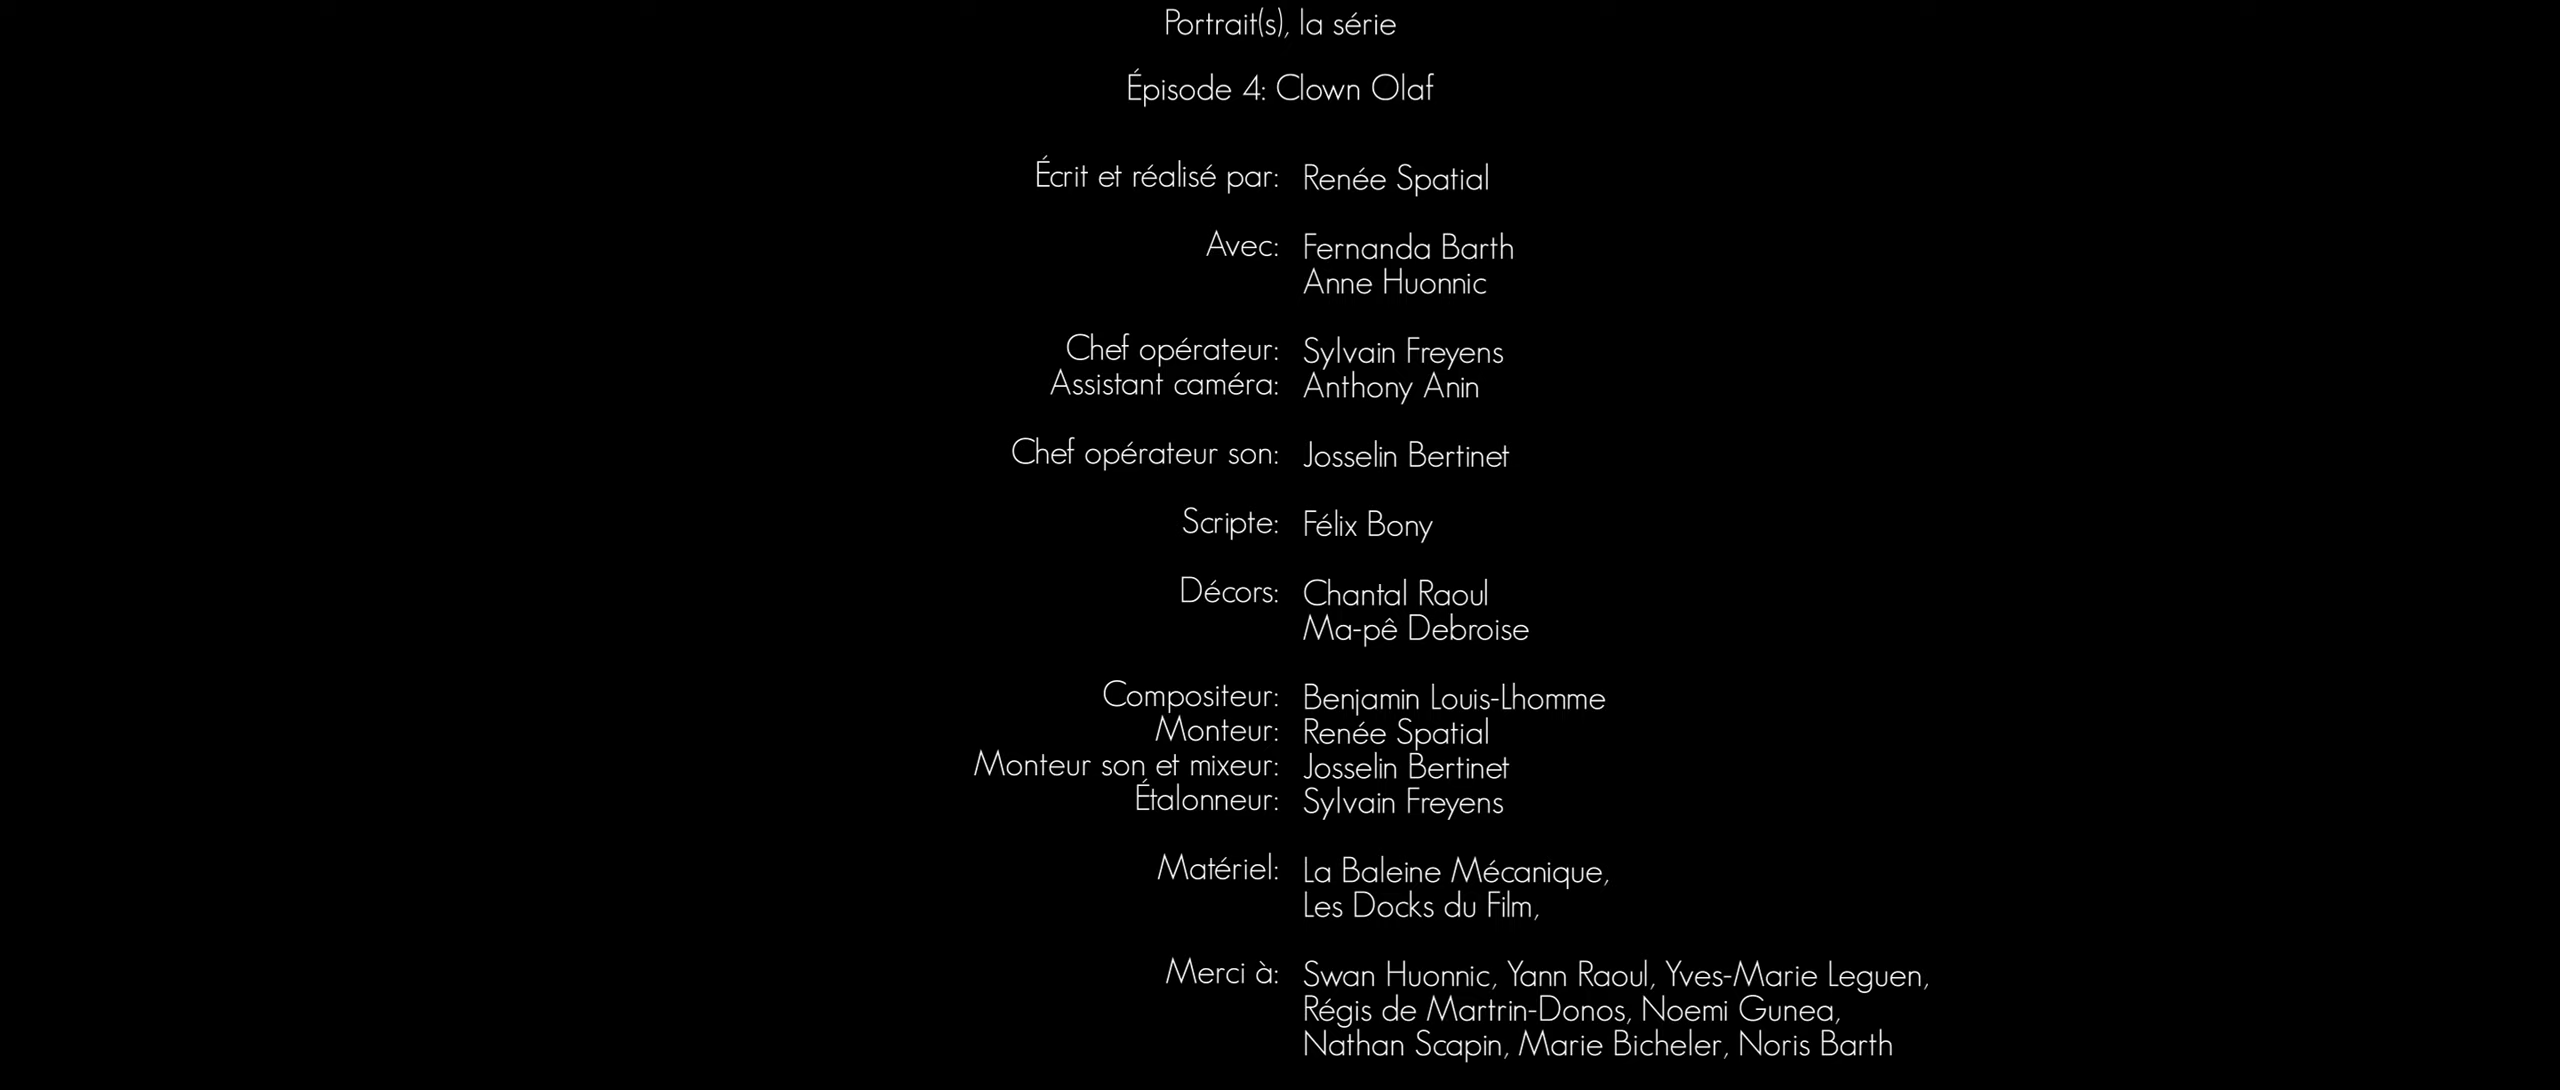 Portrait(s), la série
Épisode 4: Clown Olaf
Écrit et réalisé par: Renée Spatial
Avec: Fernanda Barth
Anne Huonnic
Chef opérateur: Sylvain Freyens
Assistant caméra: Anthony Anin
Chef opérateur son: Josselin Bertinet
Scripte: Félix Bony
Décors: Chantal Raoul
Ma-pê Debroise
Compositeur: Benjamin Louis-Lhomme
Monteur: Renée Spatial
Monteur son et mixeur: Josselin Bertinet
Étalonneur: Sylvain Freyens
Matériel: La Baleine Mécanique,
Les Docks du Film,
Merci à: Swan Huonnic, Yann Raoul, Yves-Marie Leguen,
Régis de Martrin-Donos, Noemi Gunea,
Nathan Scapin, Marie Bicheler, Noris Barth